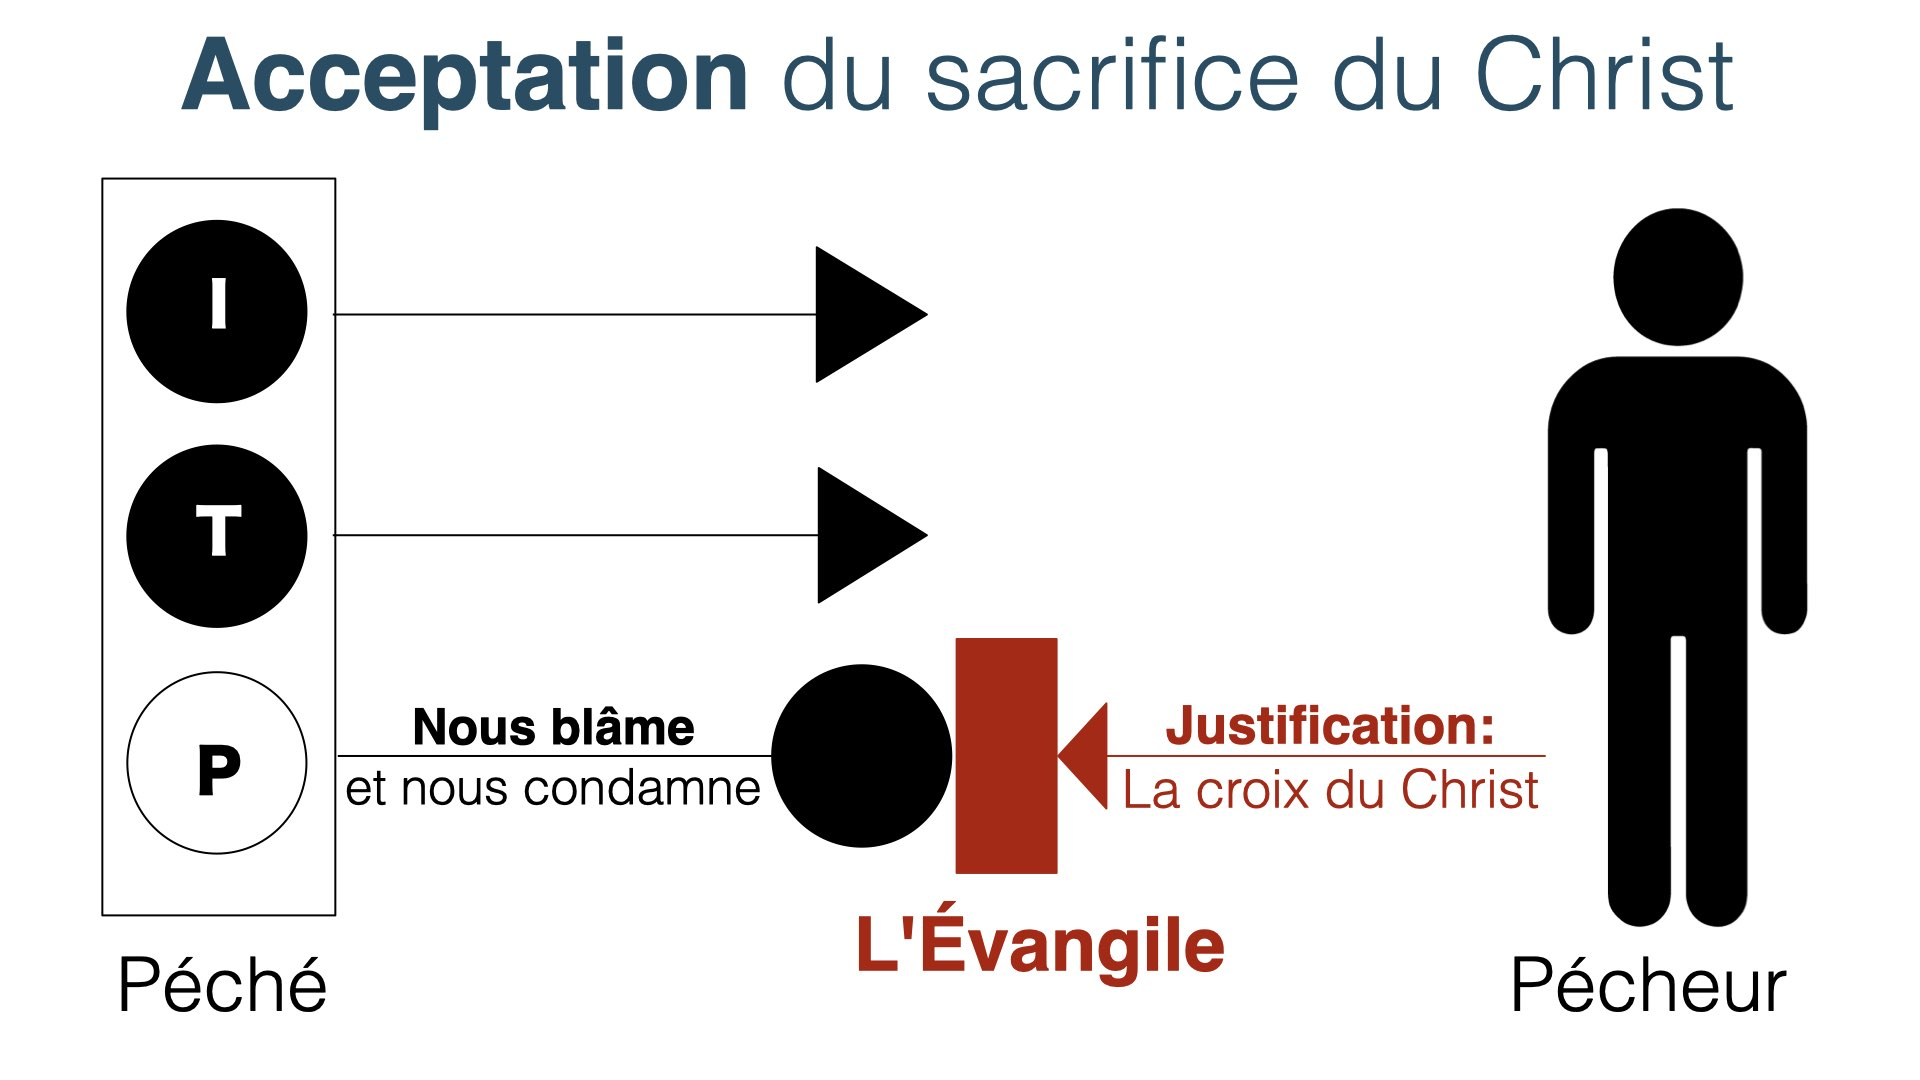 Acceptation du sacrifice du Christ
I
T
P
Nous blâme
et nous condamne
Justification:
La croix du Christ
L'Évangile
Péché
Pécheur